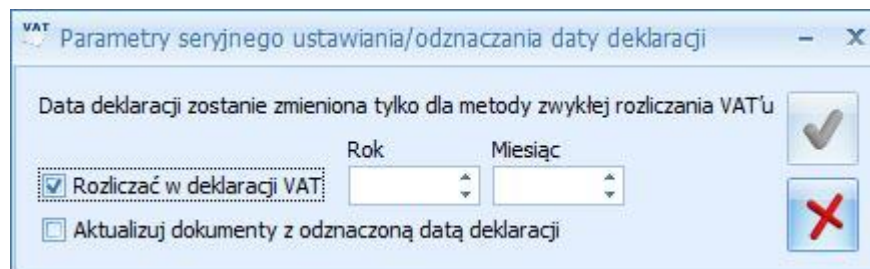 VAT Parametry seryjnego ustawiania/odznaczania daty deklaracji
Data deklaracji zostanie zmieniona tylko dla metody zwykłej rozliczania VAT'u
Rok Miesiąc
Rozliczać w deklaracji VAT
Aktualizuj dokumenty z odznaczoną datą deklaracji